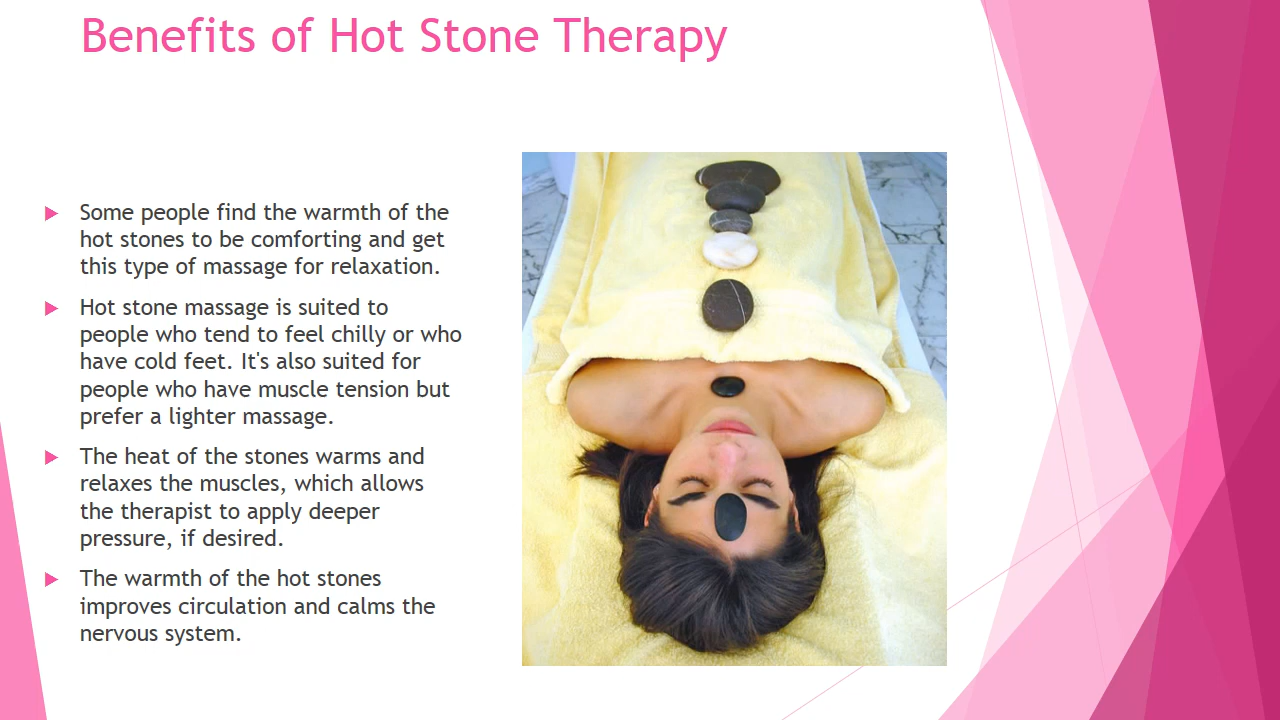 Benefits of Hot Stone Therapy
Some people find the warmth of the
hot stones to be comforting and get
this type of massage for relaxation.
Hot stone massage is suited to
people who tend to feel chilly or who
have cold feet. It's also suited for
people who have muscle tension but
prefer a lighter massage.
The heat of the stones warms and
relaxes the muscles, which allows
the therapist to apply deeper
pressure, if desired.
The warmth of the hot stones
improves circulation and calms the
nervous system.